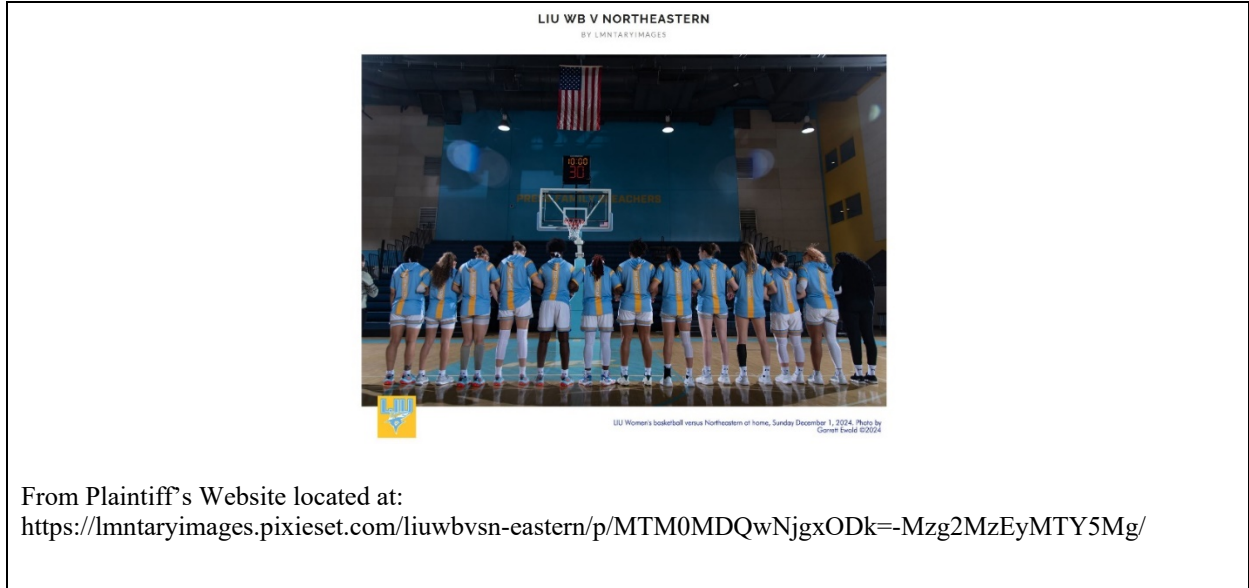 LIU WB V NORTHEASTERN
BY LMNTARYIMAGES
10:00
30
LIU
LIU Women's basketball versus Northeastern at home, Sunday December 1, 2024. Photo by
Garrett Ewald ©2024
From Plaintiff's Website located at:
https://lmntaryimages.pixieset.com/liuwbvsn-eastern/p/MTM0MDQwNjgxODk=-Mzg2MzEyMTY5Mg/